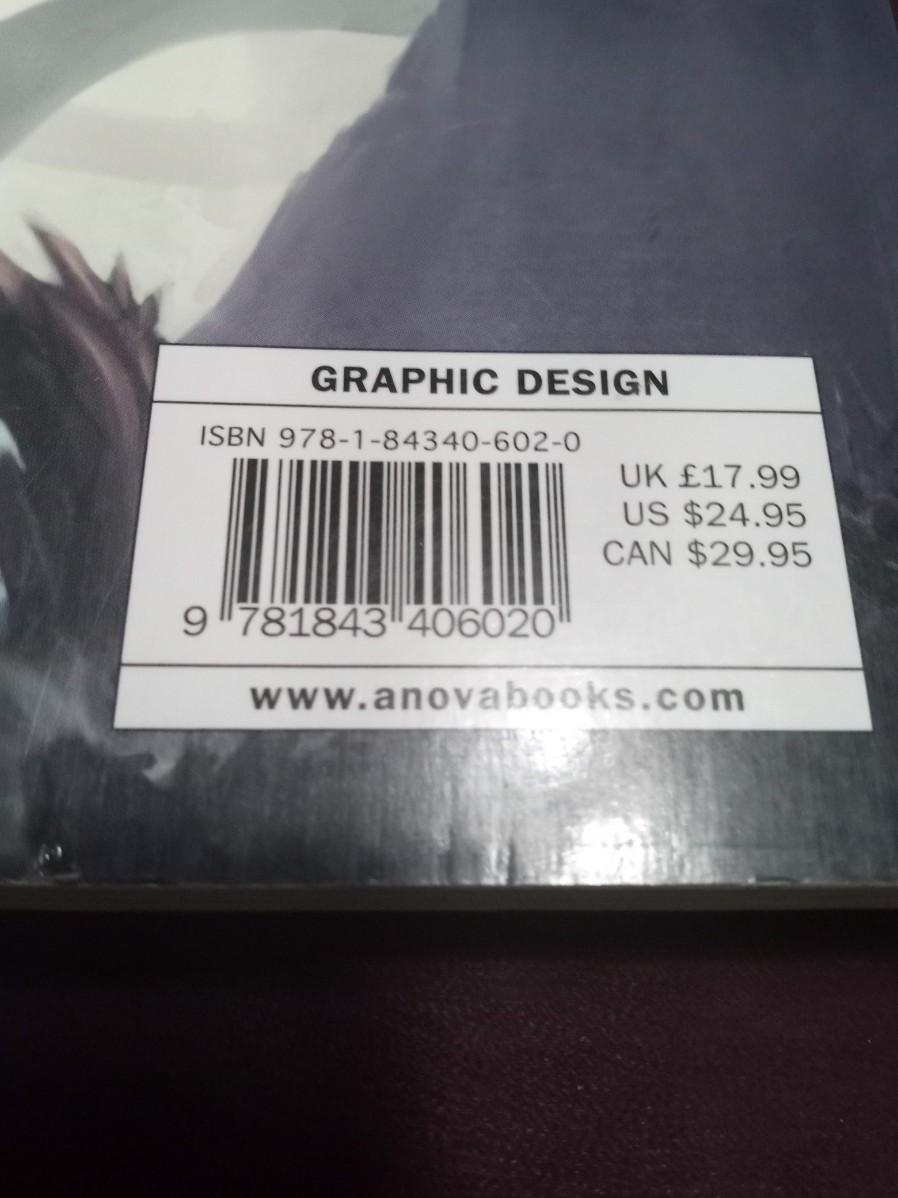 GRAPHIC DESIGN
ISBN 978-1-84340-602-0
UK £17.99
US $24.95
CAN $29.95
9 781843 406020
www.anovabooks.com